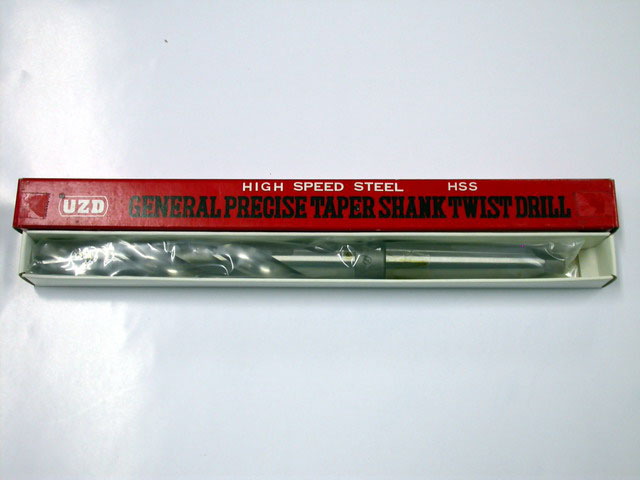 HIGH SPEED STEEL HSS
UZD
GENERAL PRECISE TAPER SHANK TWIST DRILL